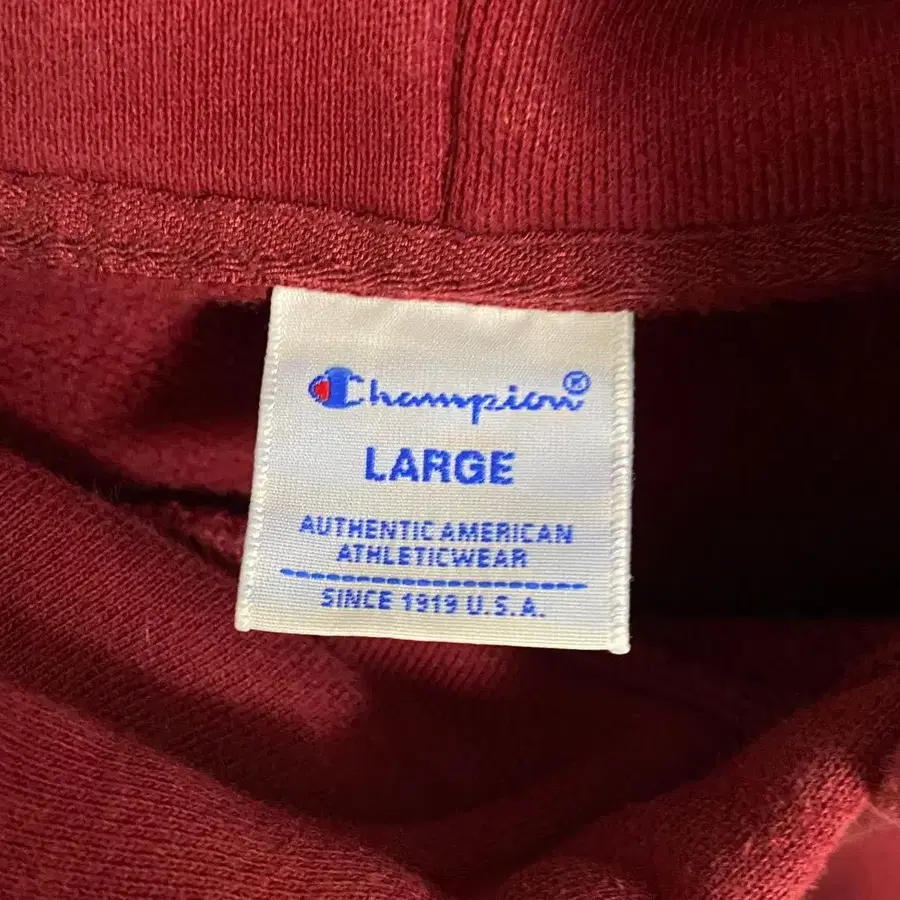 Champion®
LARGE
AUTHENTIC AMERICAN
ATHLETICWEAR
SINCE 1919 U.S.A.